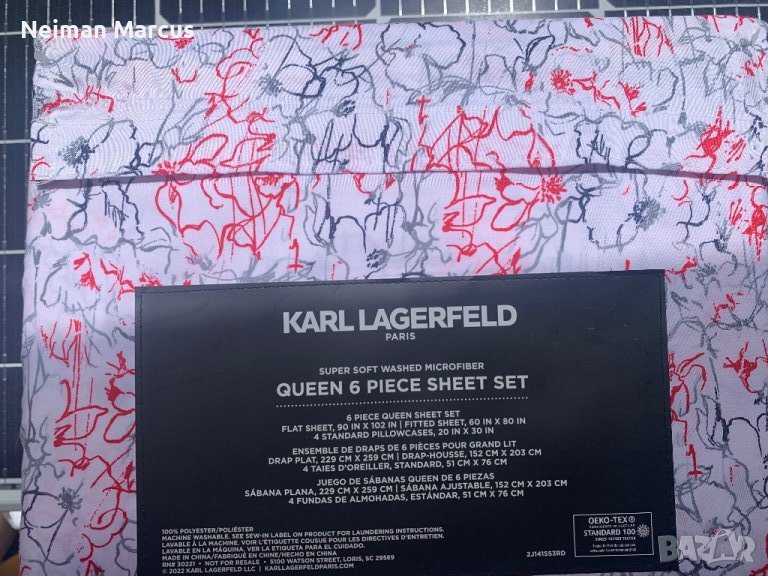 Neiman Marcus
KARL LAGERFELD
PARIS
SUPER SOFT WASHED MICROFIBER
QUEEN 6 PIECE SHEET SET
6 PIECE QUEEN SHEET SET
FLAT SHEET, 90 IN X 102 IN | FITTED SHEET, 60 IN X 80 IN
4 STANDARD PILLOWCASES, 20 IN X 30 IN
ENSEMBLE DE DRAPS DE 6 PIÈCES POUR GRAND LIT
DRAP PLAT, 229 CM X 259 CM | DRAP-HOUSSE, 152 CM X 203 CM
4 TAIES D'OREILLER, STANDARD, 51 CM X 76 CM
JUEGO DE SÁBANAS QUEEN DE 6 PIEZAS
SÁBANA PLANA, 229 CM X 259 CM | SÁBANA AJUSTABLE, 152 CM X 203 CM
4 FUNDAS DE ALMOHADAS, ESTÁNDAR, 51 CM X 76 CM
100% POLYESTER/POLIÉSTER
MACHINE WASHABLE. SEE SEW-IN LABEL ON PRODUCT FOR LAUNDERING INSTRUCTIONS.
LAVABLE À LA MACHINE. VOIR L'ÉTIQUETTE COUSUE POUR LES DIRECTIVES D'ENTRETIEN.
LAVABLE EN LA MÁQUINA. VER LA ETIQUETA PARA EL CUIDADO.
MADE IN CHINA/FABRIQUÉ EN CHINE/HECHO EN CHINA
RN# 30221 • NOT FOR RESALE • 5100 WATSON STREET, LORIS, SC 29569
© 2022 KARL LAGERFELD LLC | KARLLAGERFELDPARIS.COM
2J141553RD
OEKO-TEX®
STANDARD 100
BAZAR